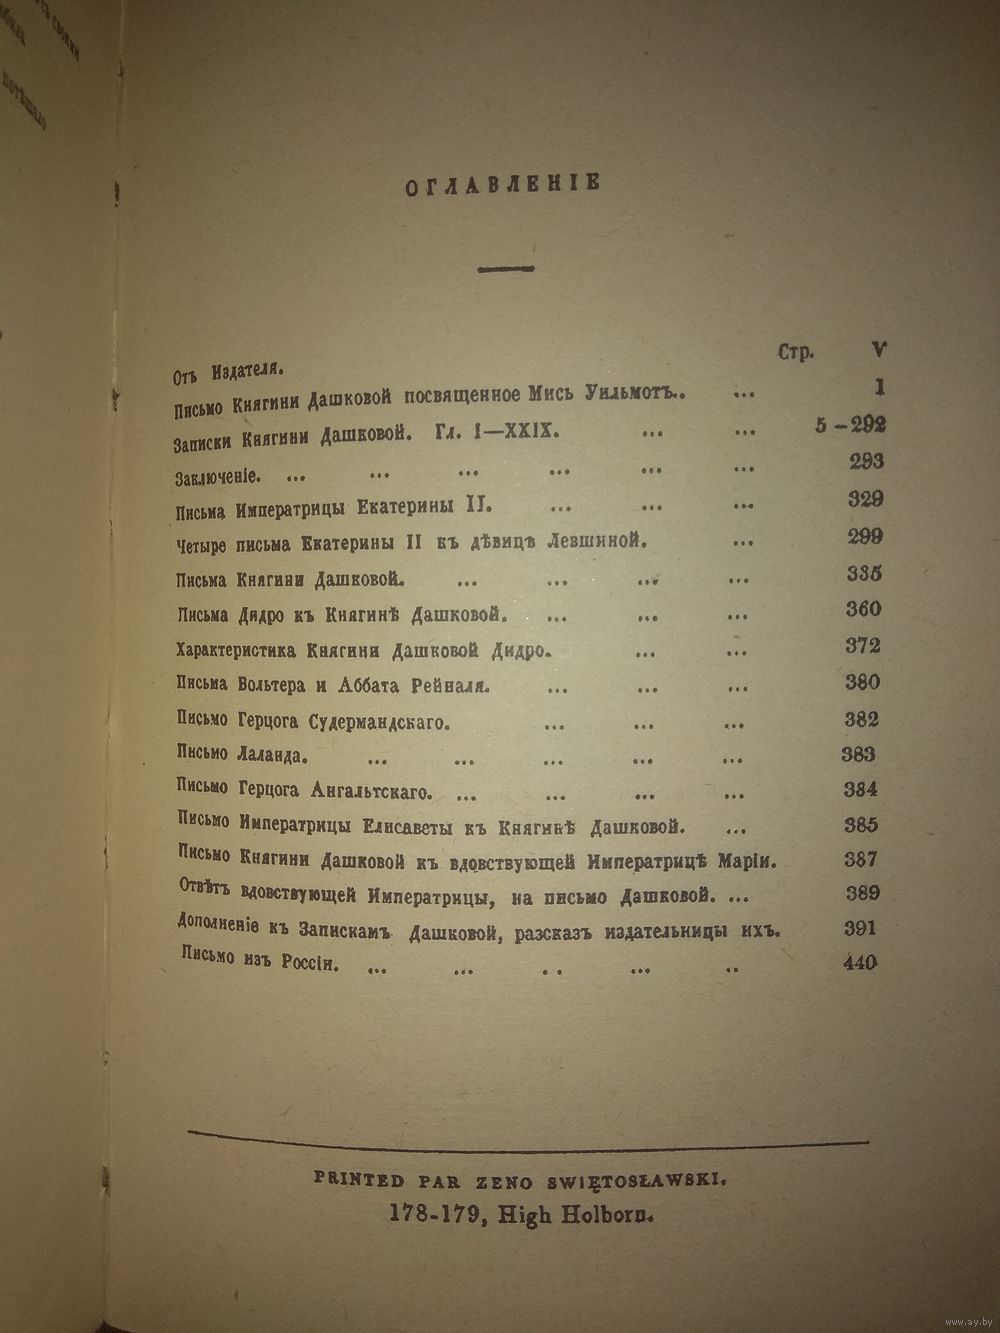 потѣшало
ОГЛАВЛЕНІЕ
Отъ Издателя. Стр. V
Письмо Княгини Дашковой посвященное Мисъ Уильмотъ.. ... 1
Записки Княгини Дашковой. Гл. I—XXIX. ... ... 5 – 292
Заключеніе. ... ... ... ... ... ... 293
Письма Императрицы Екатерины II. ... ... ... 329
Четыре письма Екатерины II къ дѣвицѣ Левшиной. ... 299
Письма Княгини Дашковой. ... ... ... ... 335
Письма Дидро къ Княгинѣ Дашковой. ... ... ... 360
Характеристика Княгини Дашковой Дидро. ... ... 372
Письма Вольтера и Аббата Рейналя. ... ... ... 380
Письмо Герцога Судермандскаго. ... ... ... 382
Письмо Лаланда. ... ... ... ... ... 383
Письмо Герцога Ангальтскаго. ... ... ... ... 384
Письмо Императрицы Елисаветы къ Княгинѣ Дашковой. ... 385
Письмо Княгини Дашковой къ вдовствующей Императрицѣ Маріи. 387
Отвѣтъ вдовствующей Императрицы, на письмо Дашковой. ... 389
Дополненіе къ Запискамъ Дашковой, разсказъ издательницы ихъ. 391
Письмо изъ Россіи. ... ... .. ... .. 440
PRINTED PAR ZENO SWIĘTOSŁAWSKI.
178-179, High Holborn.
www.ay.by